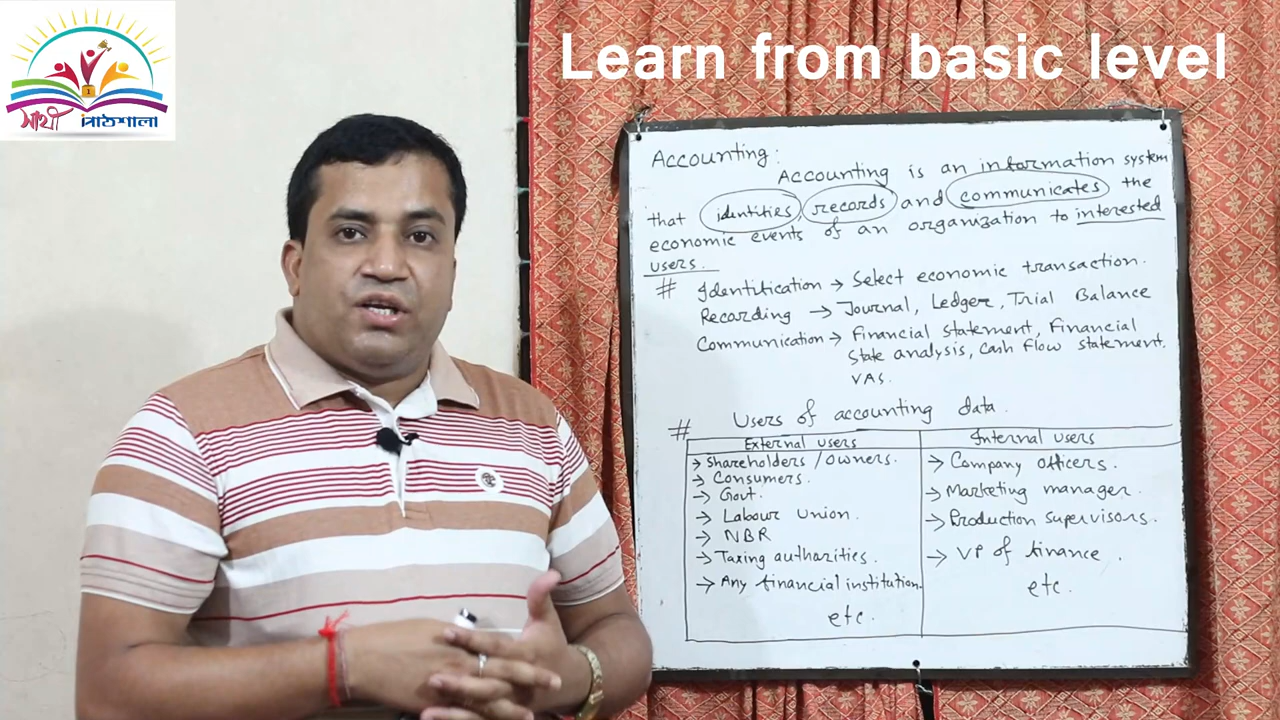 সাথী পাঠশালা
Learn from basic level
Accounting:
Accounting is an information system
that identities, records and communicates the
economic events of an organization to interested
users.
# Identitication → Select economic transaction.
Recarding → Journal, Ledger, Trial Balance
Communication → Financial statement, Financial
State analysis, Cash flow statement.
VAS.
# Users of accounting data.
External users
→ Shareholders / owners.
→ Consumers.
→ Govt.
→ Labour Union.
→ NBR
→ Taxing authorities.
→ Any financial institution
etc.
Internal users
→ Company officers.
→ Marketing manager.
→ Production supervisors.
→ VP of finance.
etc.